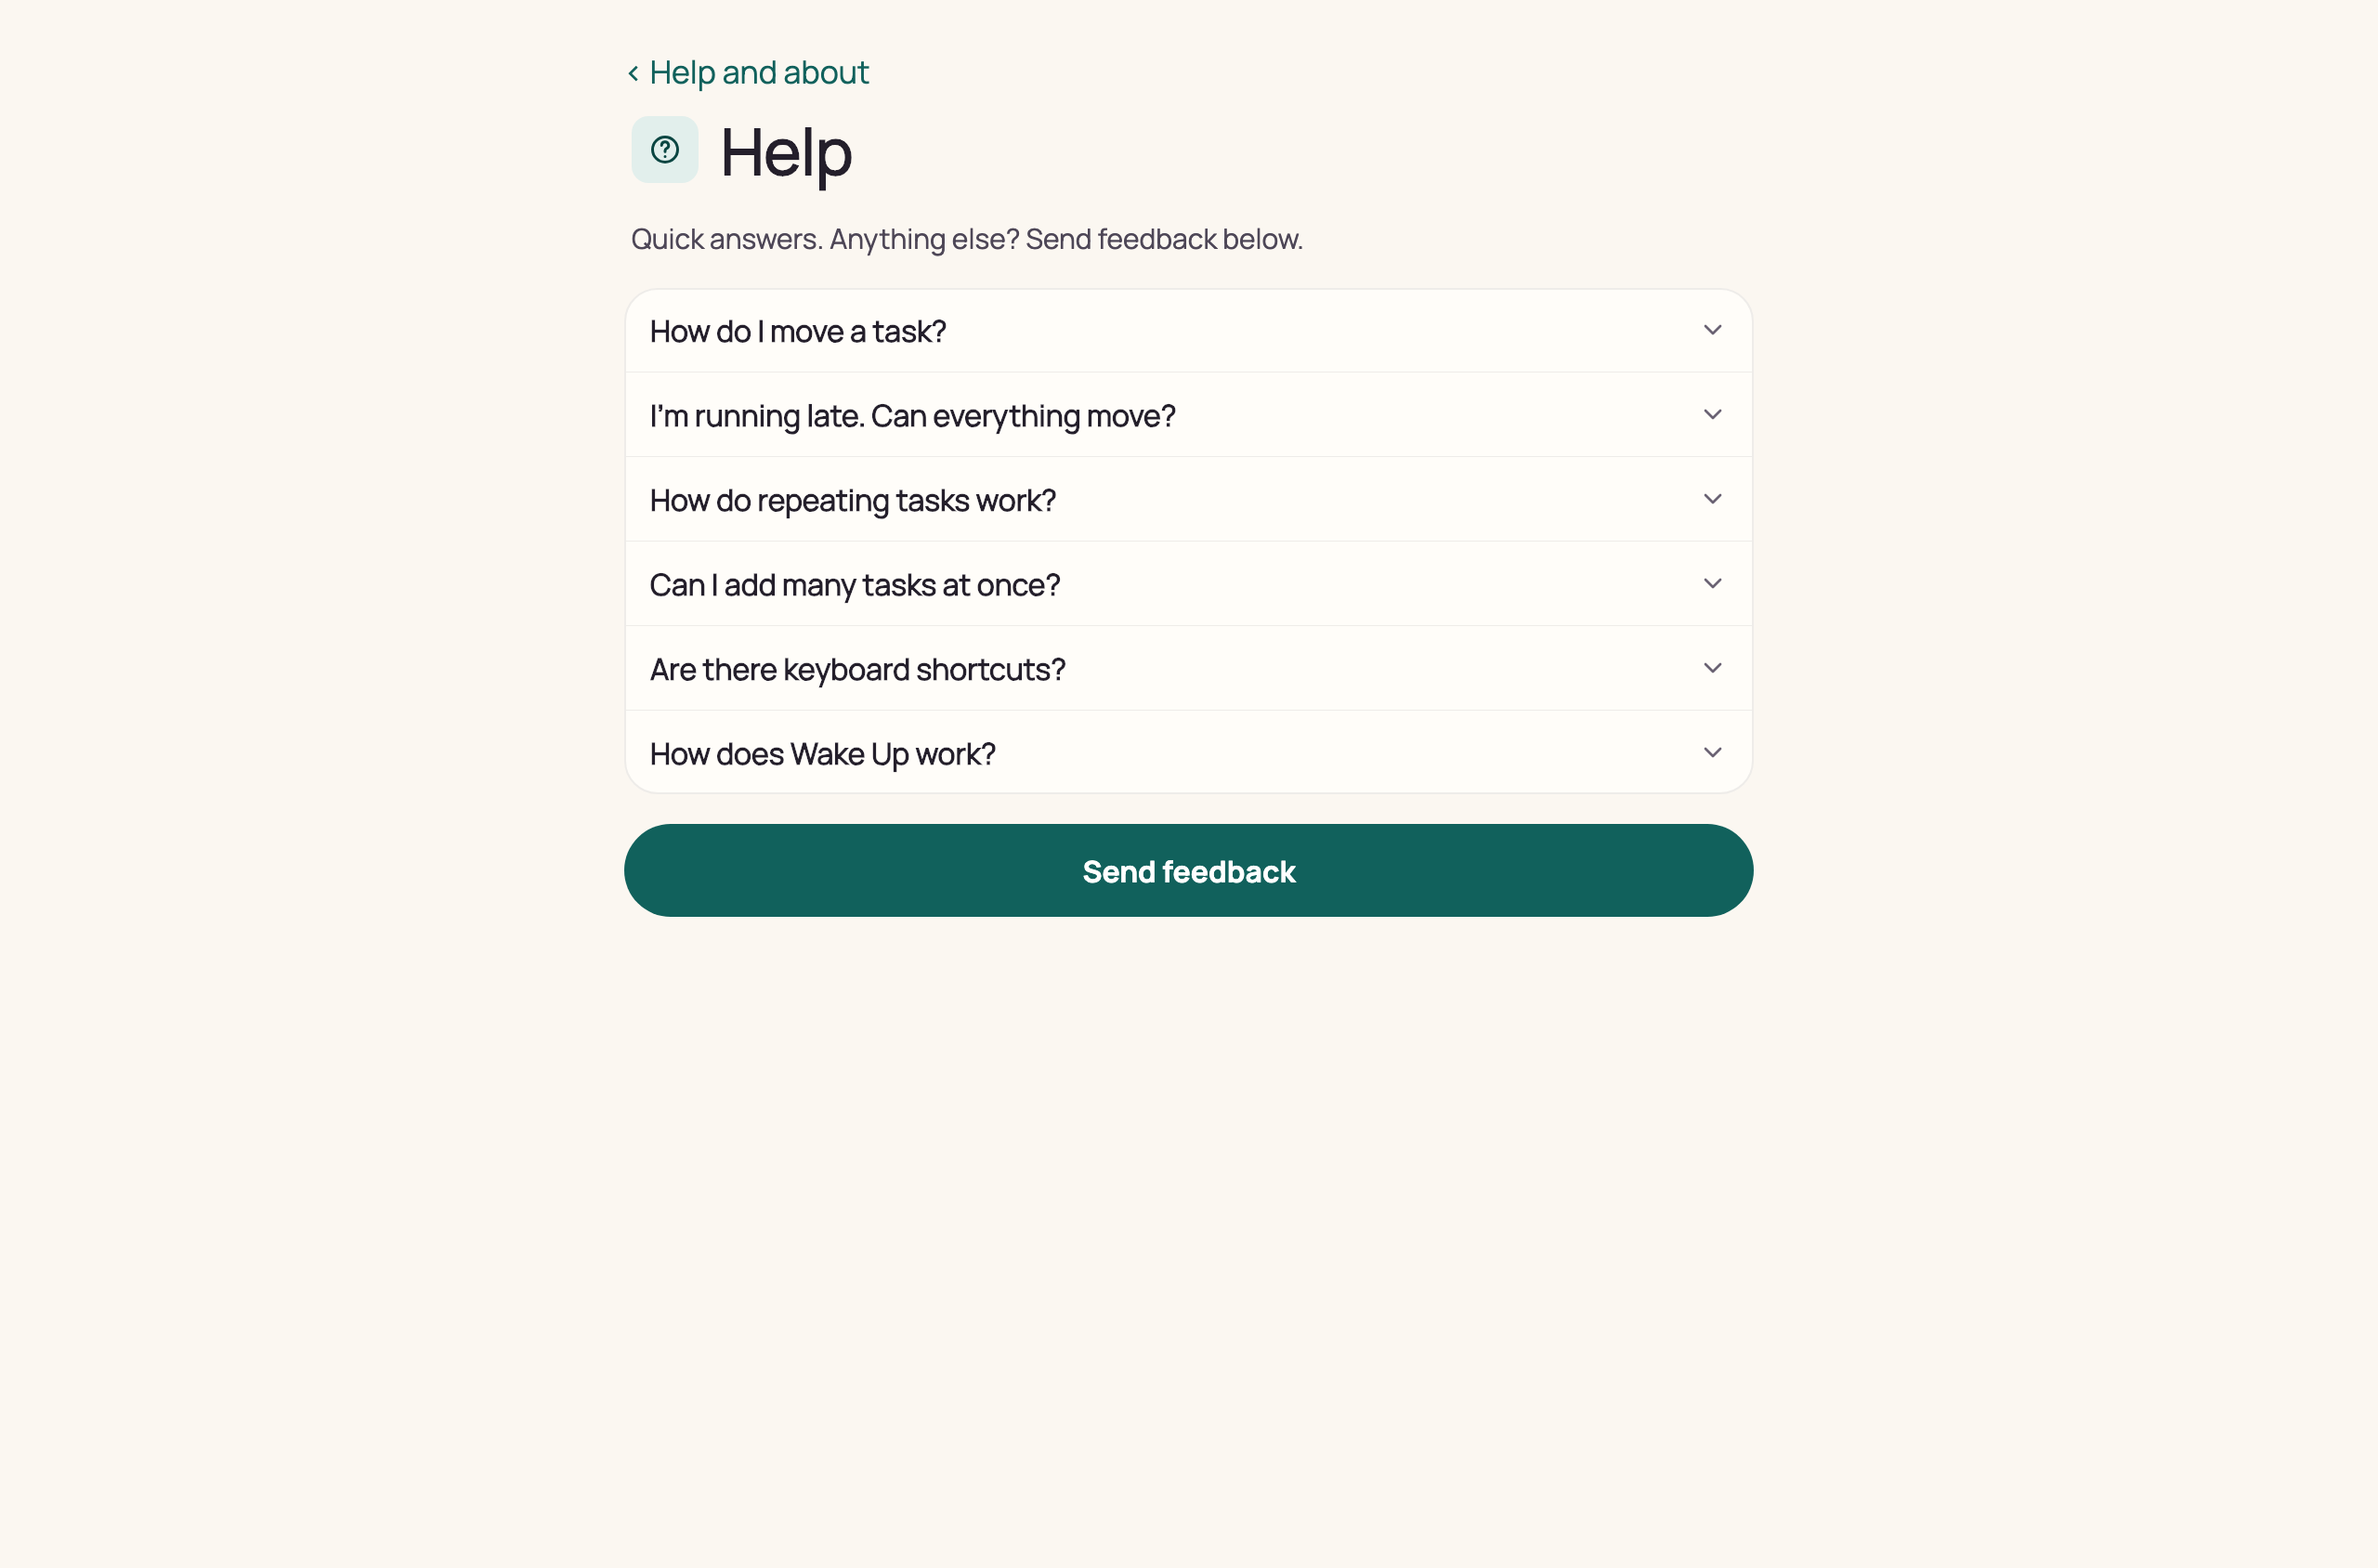 Help and about
Help
Quick answers. Anything else? Send feedback below.
How do I move a task?
I’m running late. Can everything move?
How do repeating tasks work?
Can I add many tasks at once?
Are there keyboard shortcuts?
How does Wake Up work?
Send feedback